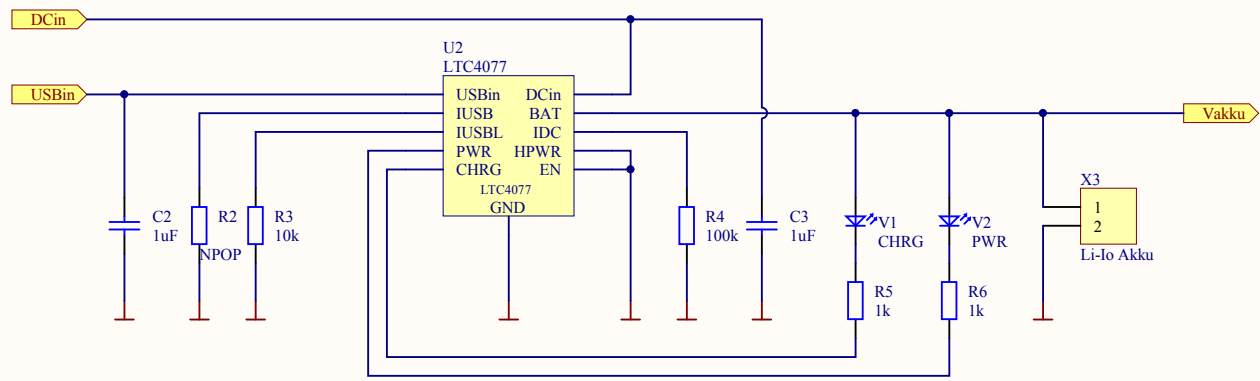 DCin
U2
LTC4077
USBin
USBin DCin
IUSB BAT
Vakku
IUSBL IDC
PWR HPWR
CHRG EN
X3
LTC4077
GND
1
2
C2
1uF
R2
NPOP
R3
10k
R4
100k
C3
1uF
V1
CHRG
V2
PWR
Li-Io Akku
R5
1k
R6
1k